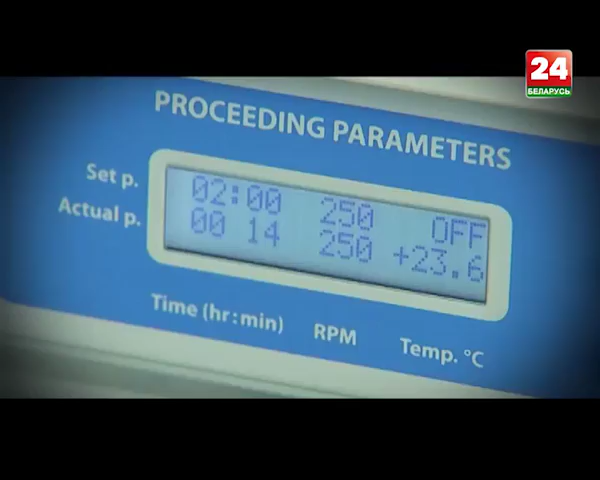 24
БЕЛАРУСЬ
PROCEEDING PARAMETERS
Set p. 02:00 250 OFF
Actual p. 00 14 250 +23.6
Time (hr:min) RPM Temp. °C